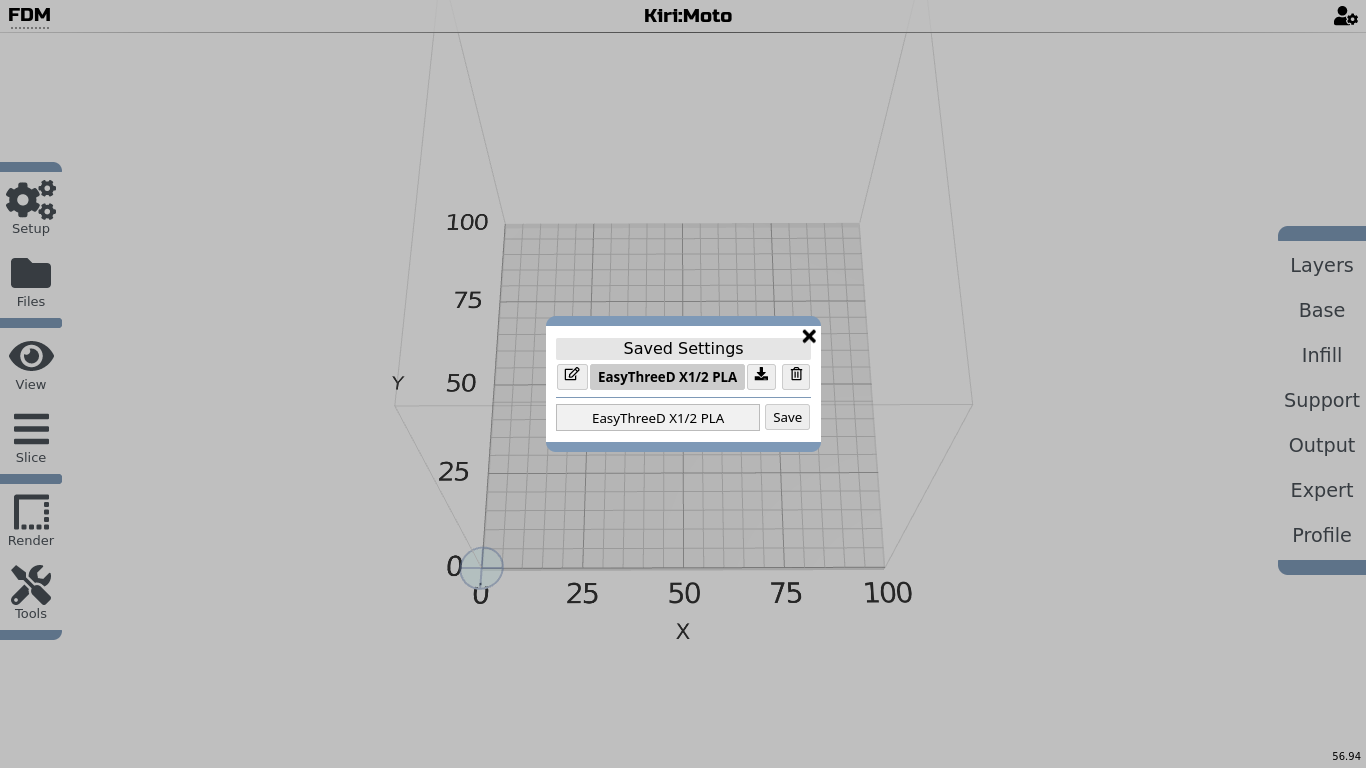 FDM
Kiri:Moto
Setup
Files
View
Slice
Render
Tools
100
75
Y
50
25
0
0
25
50
75
100
X
Saved Settings
EasyThreeD X1/2 PLA
EasyThreeD X1/2 PLA
Save
Layers
Base
Infill
Support
Output
Expert
Profile
56.94